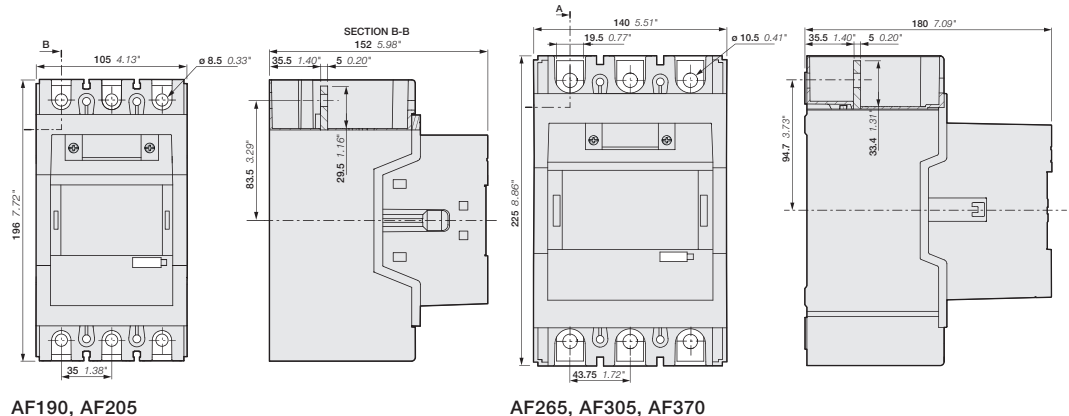 B
105 4.13"
ø 8.5 0.33"
196 7.72"
35 1.38"
SECTION B-B
152 5.98"
35.5 1.40"
5 0.20"
83.5 3.29"
29.5 1.16"
A
140 5.51"
19.5 0.77"
ø 10.5 0.41"
225 8.86"
43.75 1.72"
180 7.09"
35.5 1.40"
5 0.20"
94.7 3.73"
33.4 1.31"
AF190, AF205
AF265, AF305, AF370